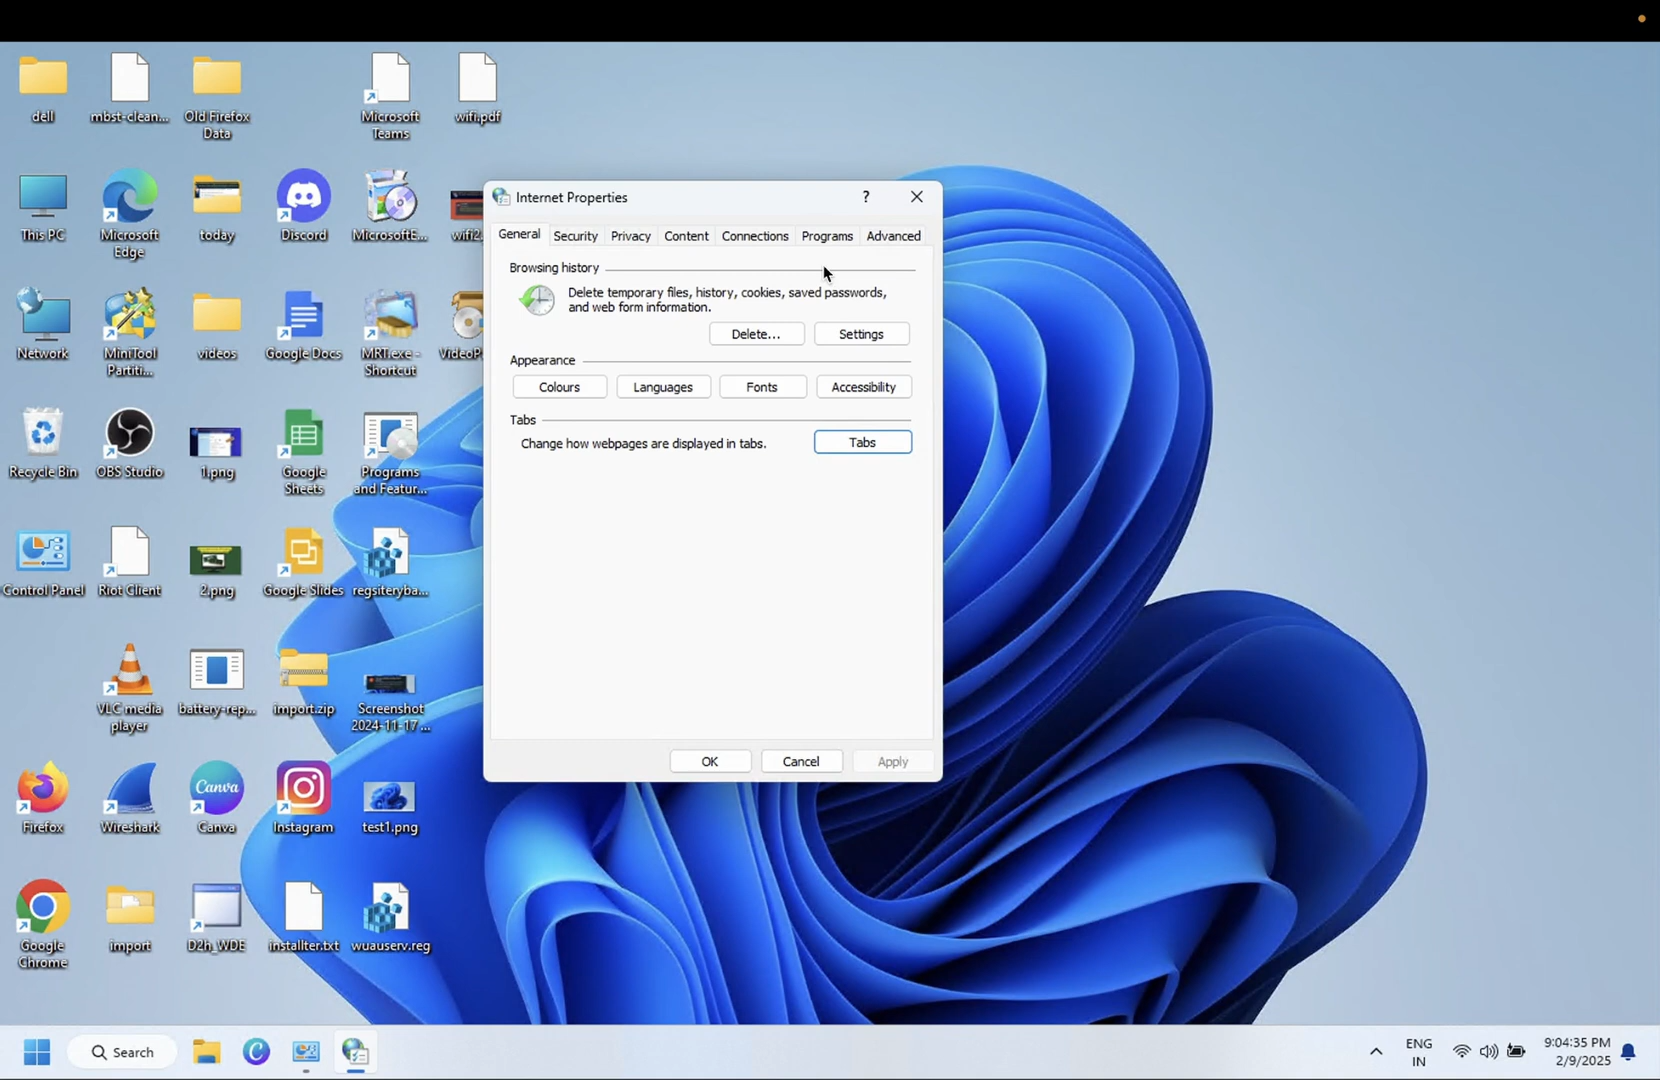 dell
mbst-clean...
Old Firefox
Data
Microsoft
Teams
wifi.pdf
This PC
Microsoft
Edge
today
Discord
MicrosoftE...
wifi2.
Network
MiniTool
Partiti...
videos
Google Docs
MRT.exe -
Shortcut
VideoP
Recycle Bin
OBS Studio
1.png
Google
Sheets
Programs
and Featur...
Control Panel
Riot Client
2.png
Google Slides
regsiteryba...
VLC media
player
battery-rep...
import.zip
Screenshot
2024-11-17 ...
Firefox
Wireshark
Canva
Canva
Instagram
test1.png
Google
Chrome
import
D2h_WDE
installter.txt
wuauserv.reg
Internet Properties
?
General
Security
Privacy
Content
Connections
Programs
Advanced
Browsing history
Delete temporary files, history, cookies, saved passwords,
and web form information.
Delete...
Settings
Appearance
Colours
Languages
Fonts
Accessibility
Tabs
Change how webpages are displayed in tabs.
Tabs
OK
Cancel
Apply
Search
ENG
IN
9:04:35 PM
2/9/2025